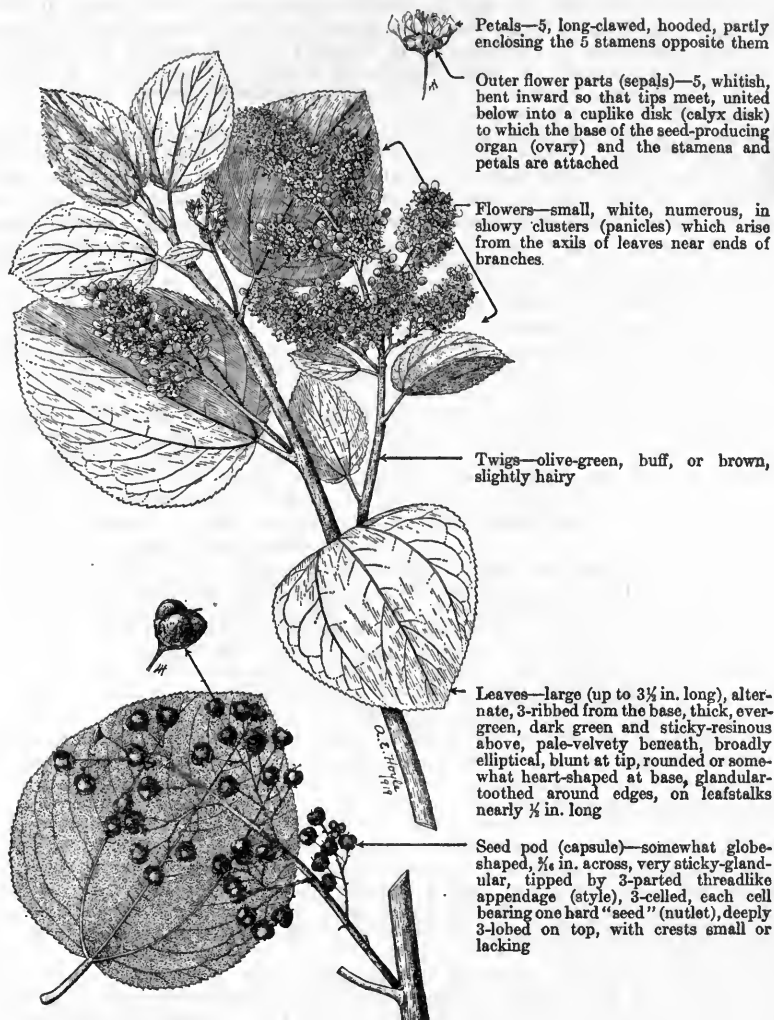 Petals—5, long-clawed, hooded, partly
enclosing the 5 stamens opposite them
Outer flower parts (sepals)—5, whitish,
bent inward so that tips meet, united
below into a cuplike disk (calyx disk)
to which the base of the seed-producing
organ (ovary) and the stamens and
petals are attached
Flowers—small, white, numerous, in
showy clusters (panicles) which arise
from the axils of leaves near ends of
branches.
Twigs—olive-green, buff, or brown,
slightly hairy
Leaves—large (up to 3½ in. long), alter-
nate, 3-ribbed from the base, thick, ever-
green, dark green and sticky-resinous
above, pale-velvety beneath, broadly
elliptical, blunt at tip, rounded or some-
what heart-shaped at base, glandular-
toothed around edges, on leafstalks
nearly ½ in. long
A.E. Hoyle
1919
Seed pod (capsule)—somewhat globe-
shaped, in. across, very sticky-gland-
ular, tipped by 3-parted threadlike
appendage (style), 3-celled, each cell
bearing one hard "seed" (nutlet), deeply
3-lobed on top, with crests small or
lacking